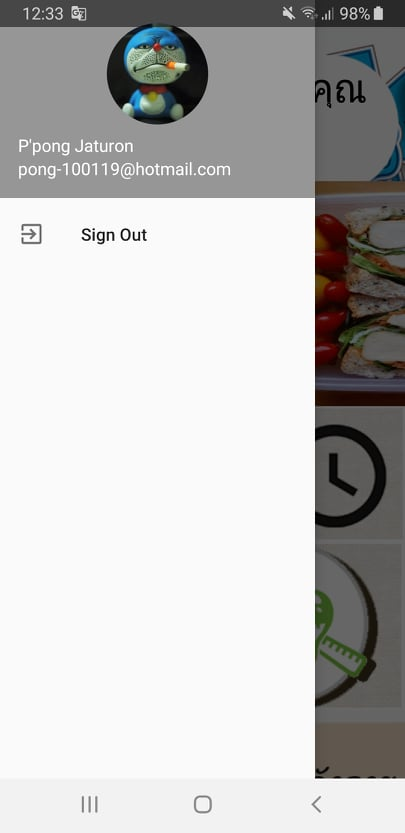 12:33
98%
คุณ
P'pong Jaturon
pong-100119@hotmail.com
Sign Out